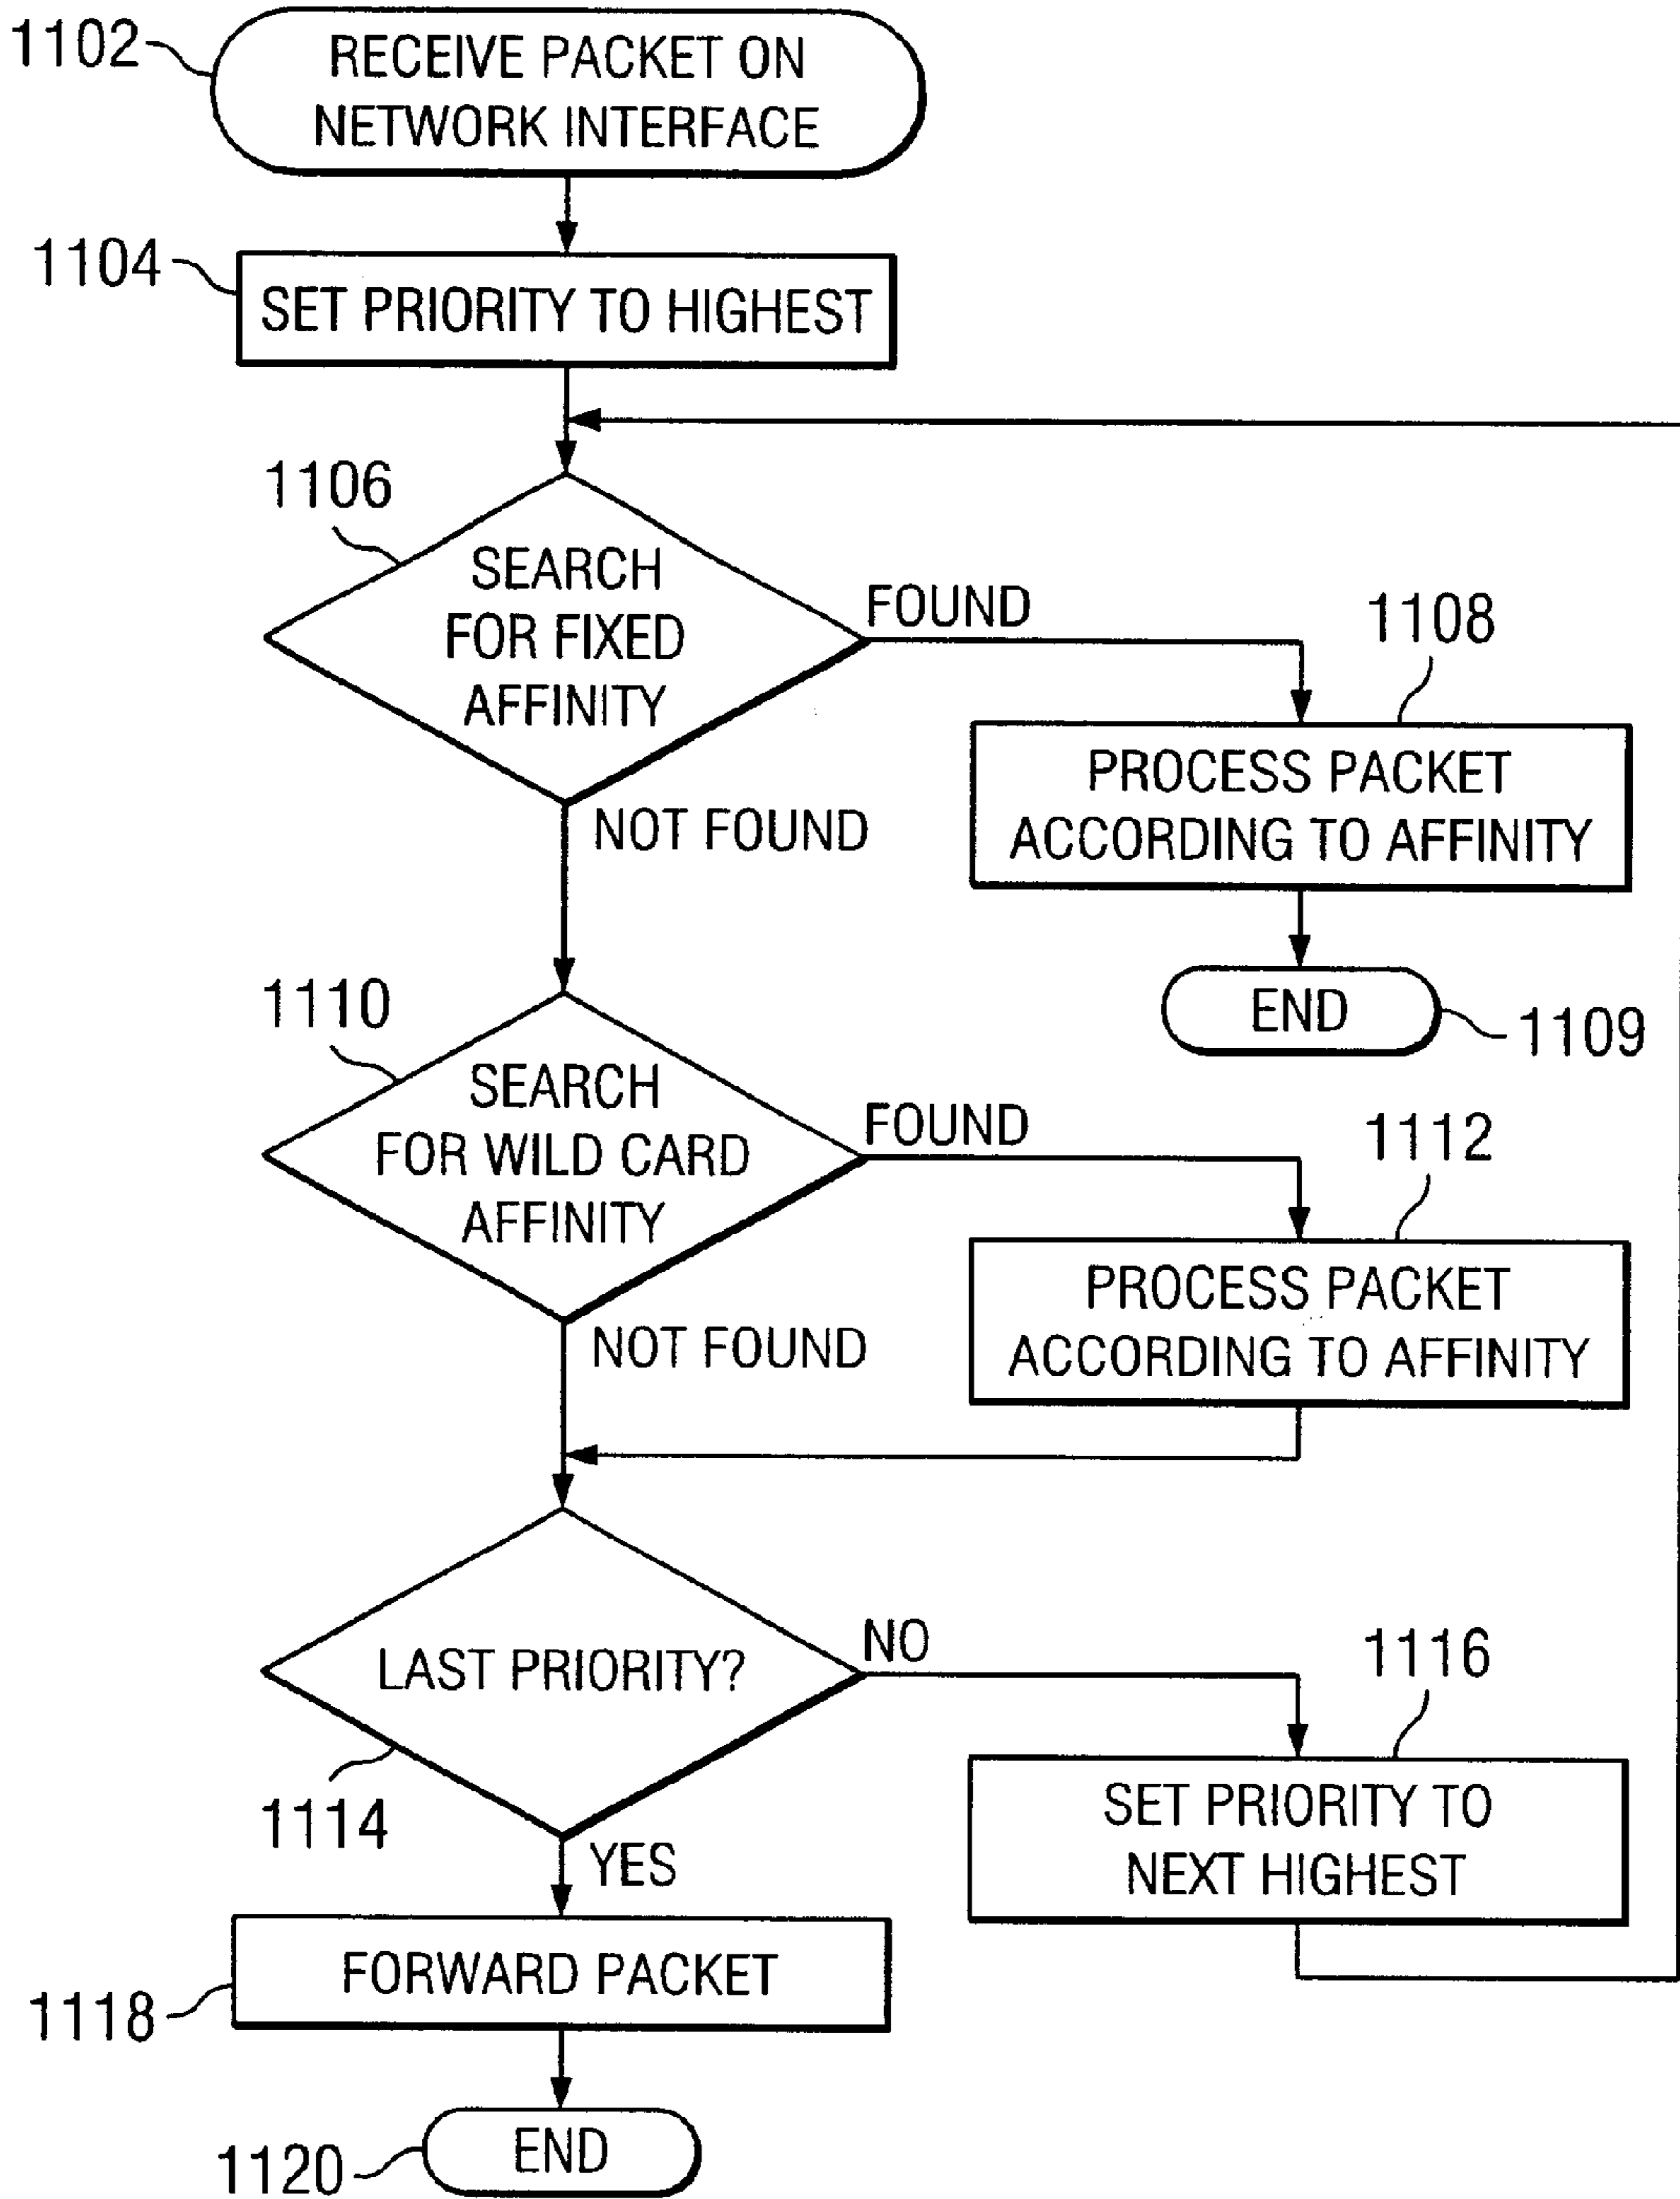 1102
RECEIVE PACKET ON
NETWORK INTERFACE
1104
SET PRIORITY TO HIGHEST
1106
SEARCH
FOR FIXED
AFFINITY
FOUND
NOT FOUND
1108
PROCESS PACKET
ACCORDING TO AFFINITY
END
1109
1110
SEARCH
FOR WILD CARD
AFFINITY
FOUND
NOT FOUND
1112
PROCESS PACKET
ACCORDING TO AFFINITY
LAST PRIORITY?
1114
NO
YES
1116
SET PRIORITY TO
NEXT HIGHEST
FORWARD PACKET
1118
END
1120